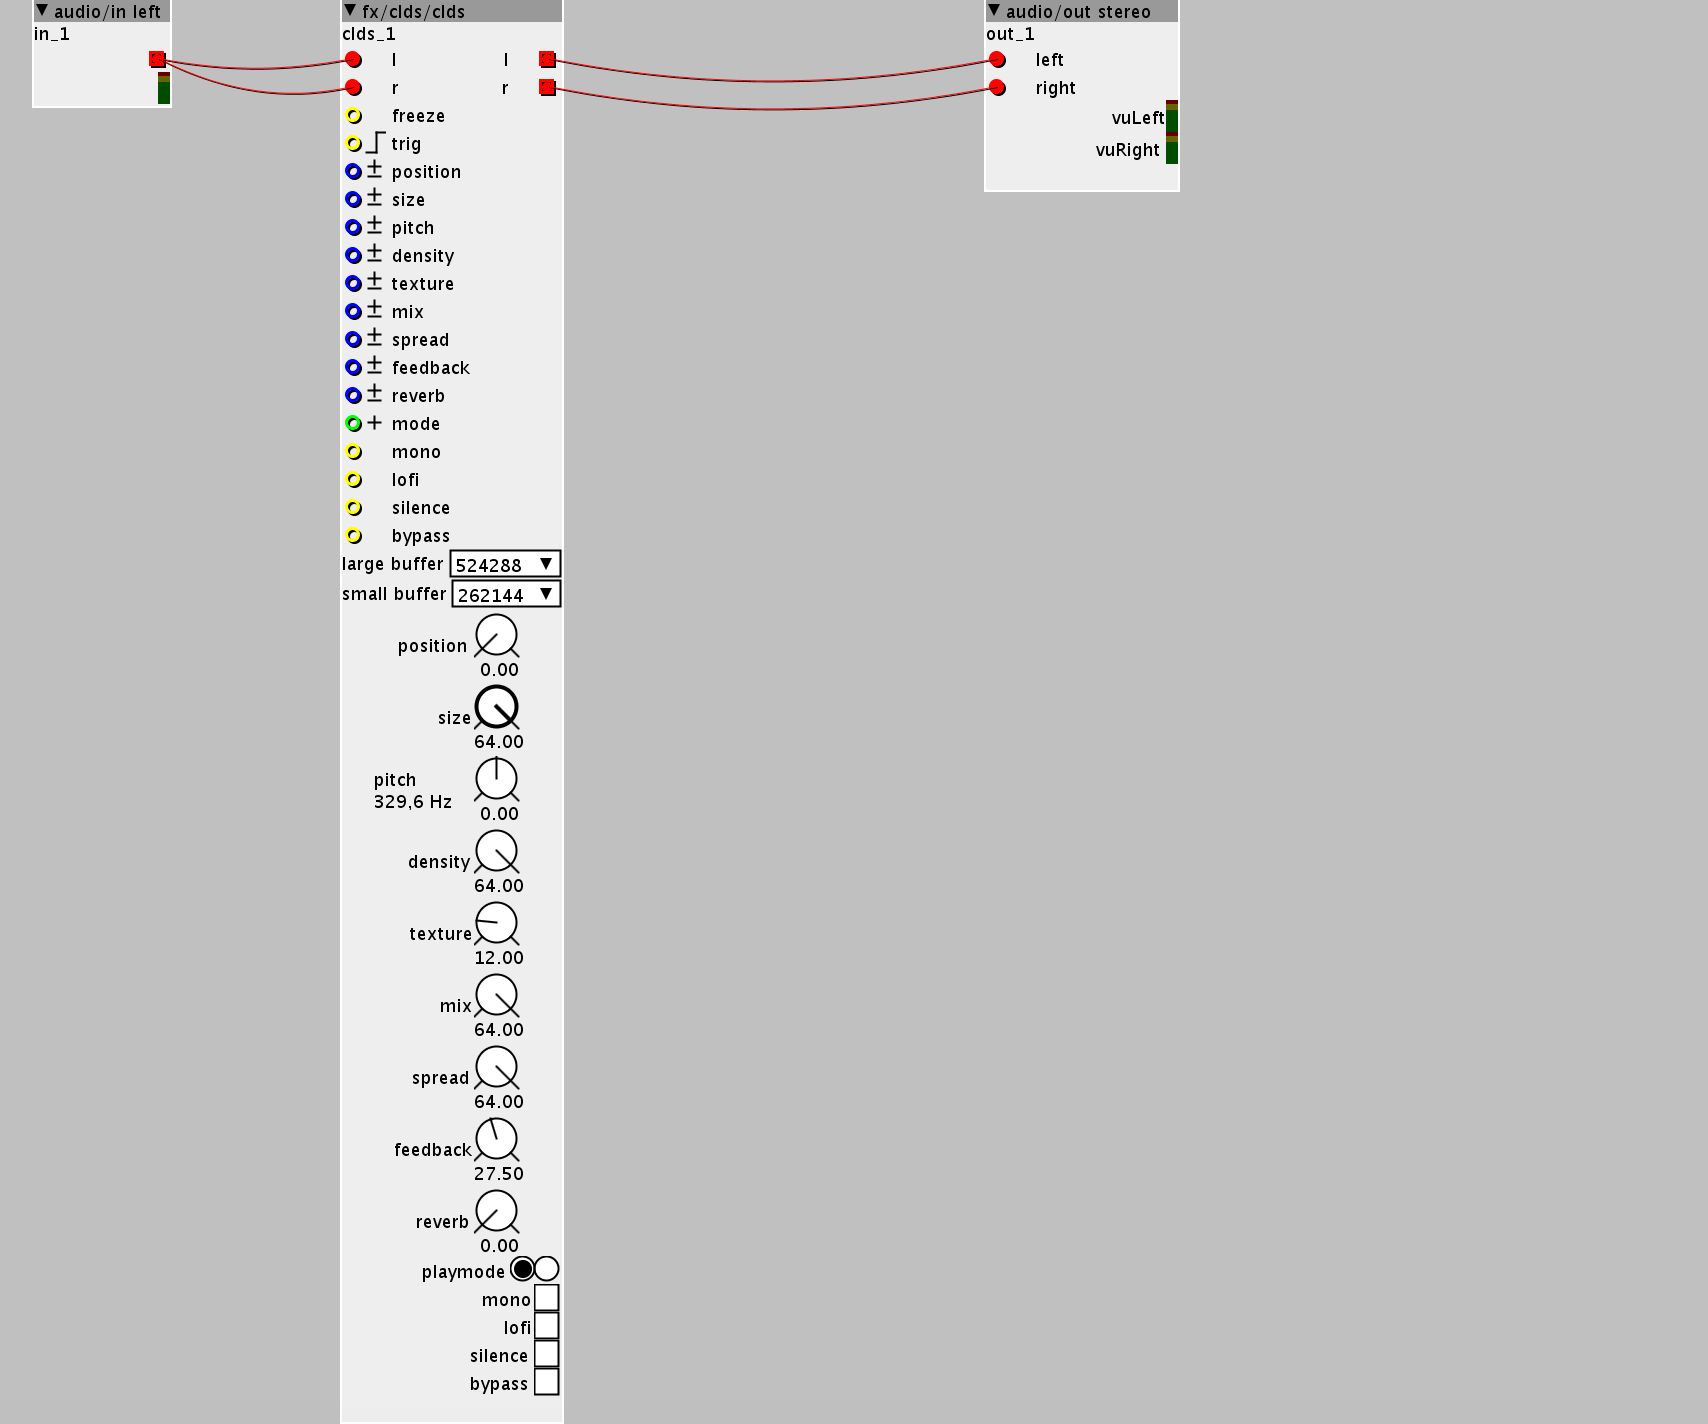 audio/in left
in_1
fx/clds/clds
clds_1
l l
r r
freeze
trig
position
size
pitch
density
texture
mix
spread
feedback
reverb
mode
mono
lofi
silence
bypass
large buffer 524288
small buffer 262144
position
0.00
size
64.00
pitch
329,6 Hz
0.00
density
64.00
texture
12.00
mix
64.00
spread
64.00
feedback
27.50
reverb
0.00
playmode
mono
lofi
silence
bypass
audio/out stereo
out_1
left
right
vuLeft
vuRight